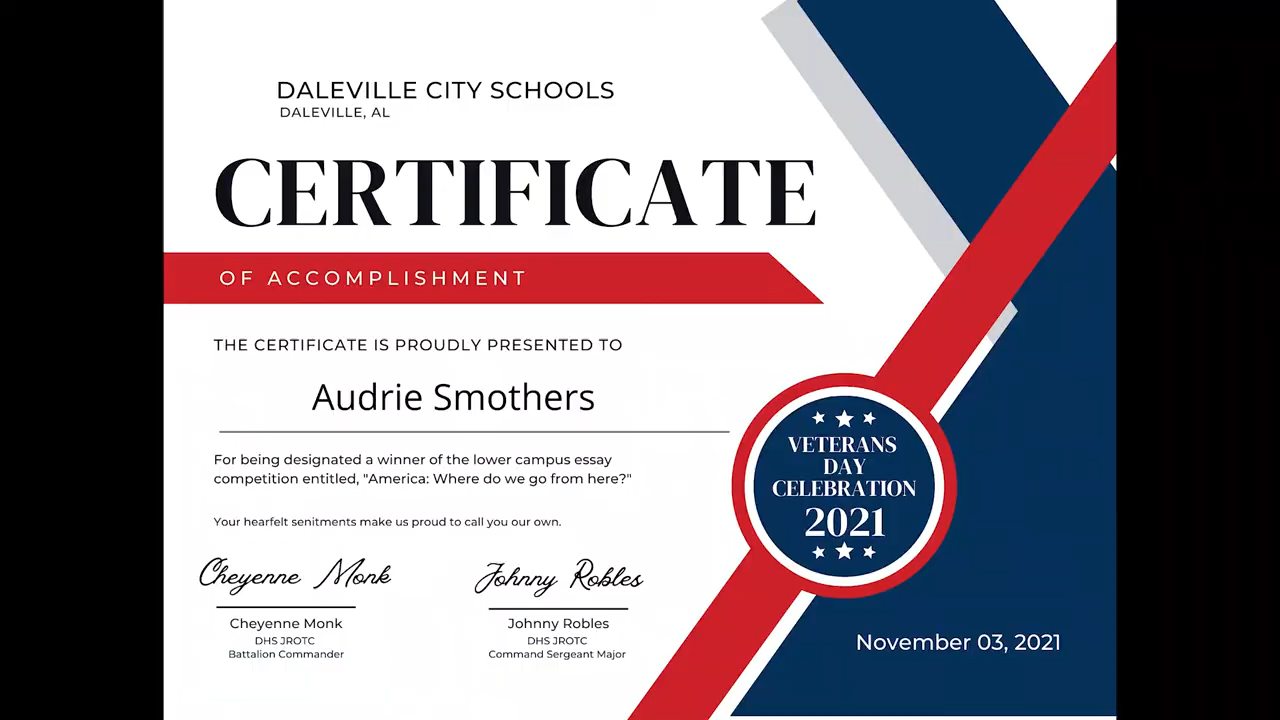 DALEVILLE CITY SCHOOLS
DALEVILLE, AL
CERTIFICATE
OF ACCOMPLISHMENT
THE CERTIFICATE IS PROUDLY PRESENTED TO
Audrie Smothers
For being designated a winner of the lower campus essay
competition entitled, "America: Where do we go from here?"
Your hearfelt senitments make us proud to call you our own.
Cheyenne Monk
Cheyenne Monk
DHS JROTC
Battalion Commander
Johnny Robles
Johnny Robles
DHS JROTC
Command Sergeant Major
VETERANS
DAY
CELEBRATION
2021
November 03, 2021